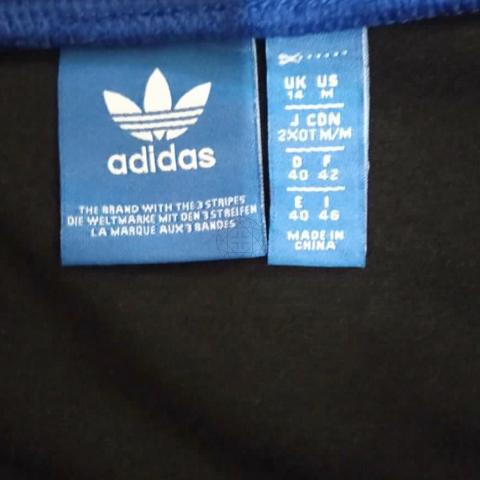 adidas
THE BRAND WITH THE 3 STRIPES
DIE WELTMARKE MIT DEN 3 STREIFEN
LA MARQUE AUX 3 BANDES
UK US
14 M
J CDN
2XOT M/M
D F
40 42
E I
40 46
MADE IN
CHINA